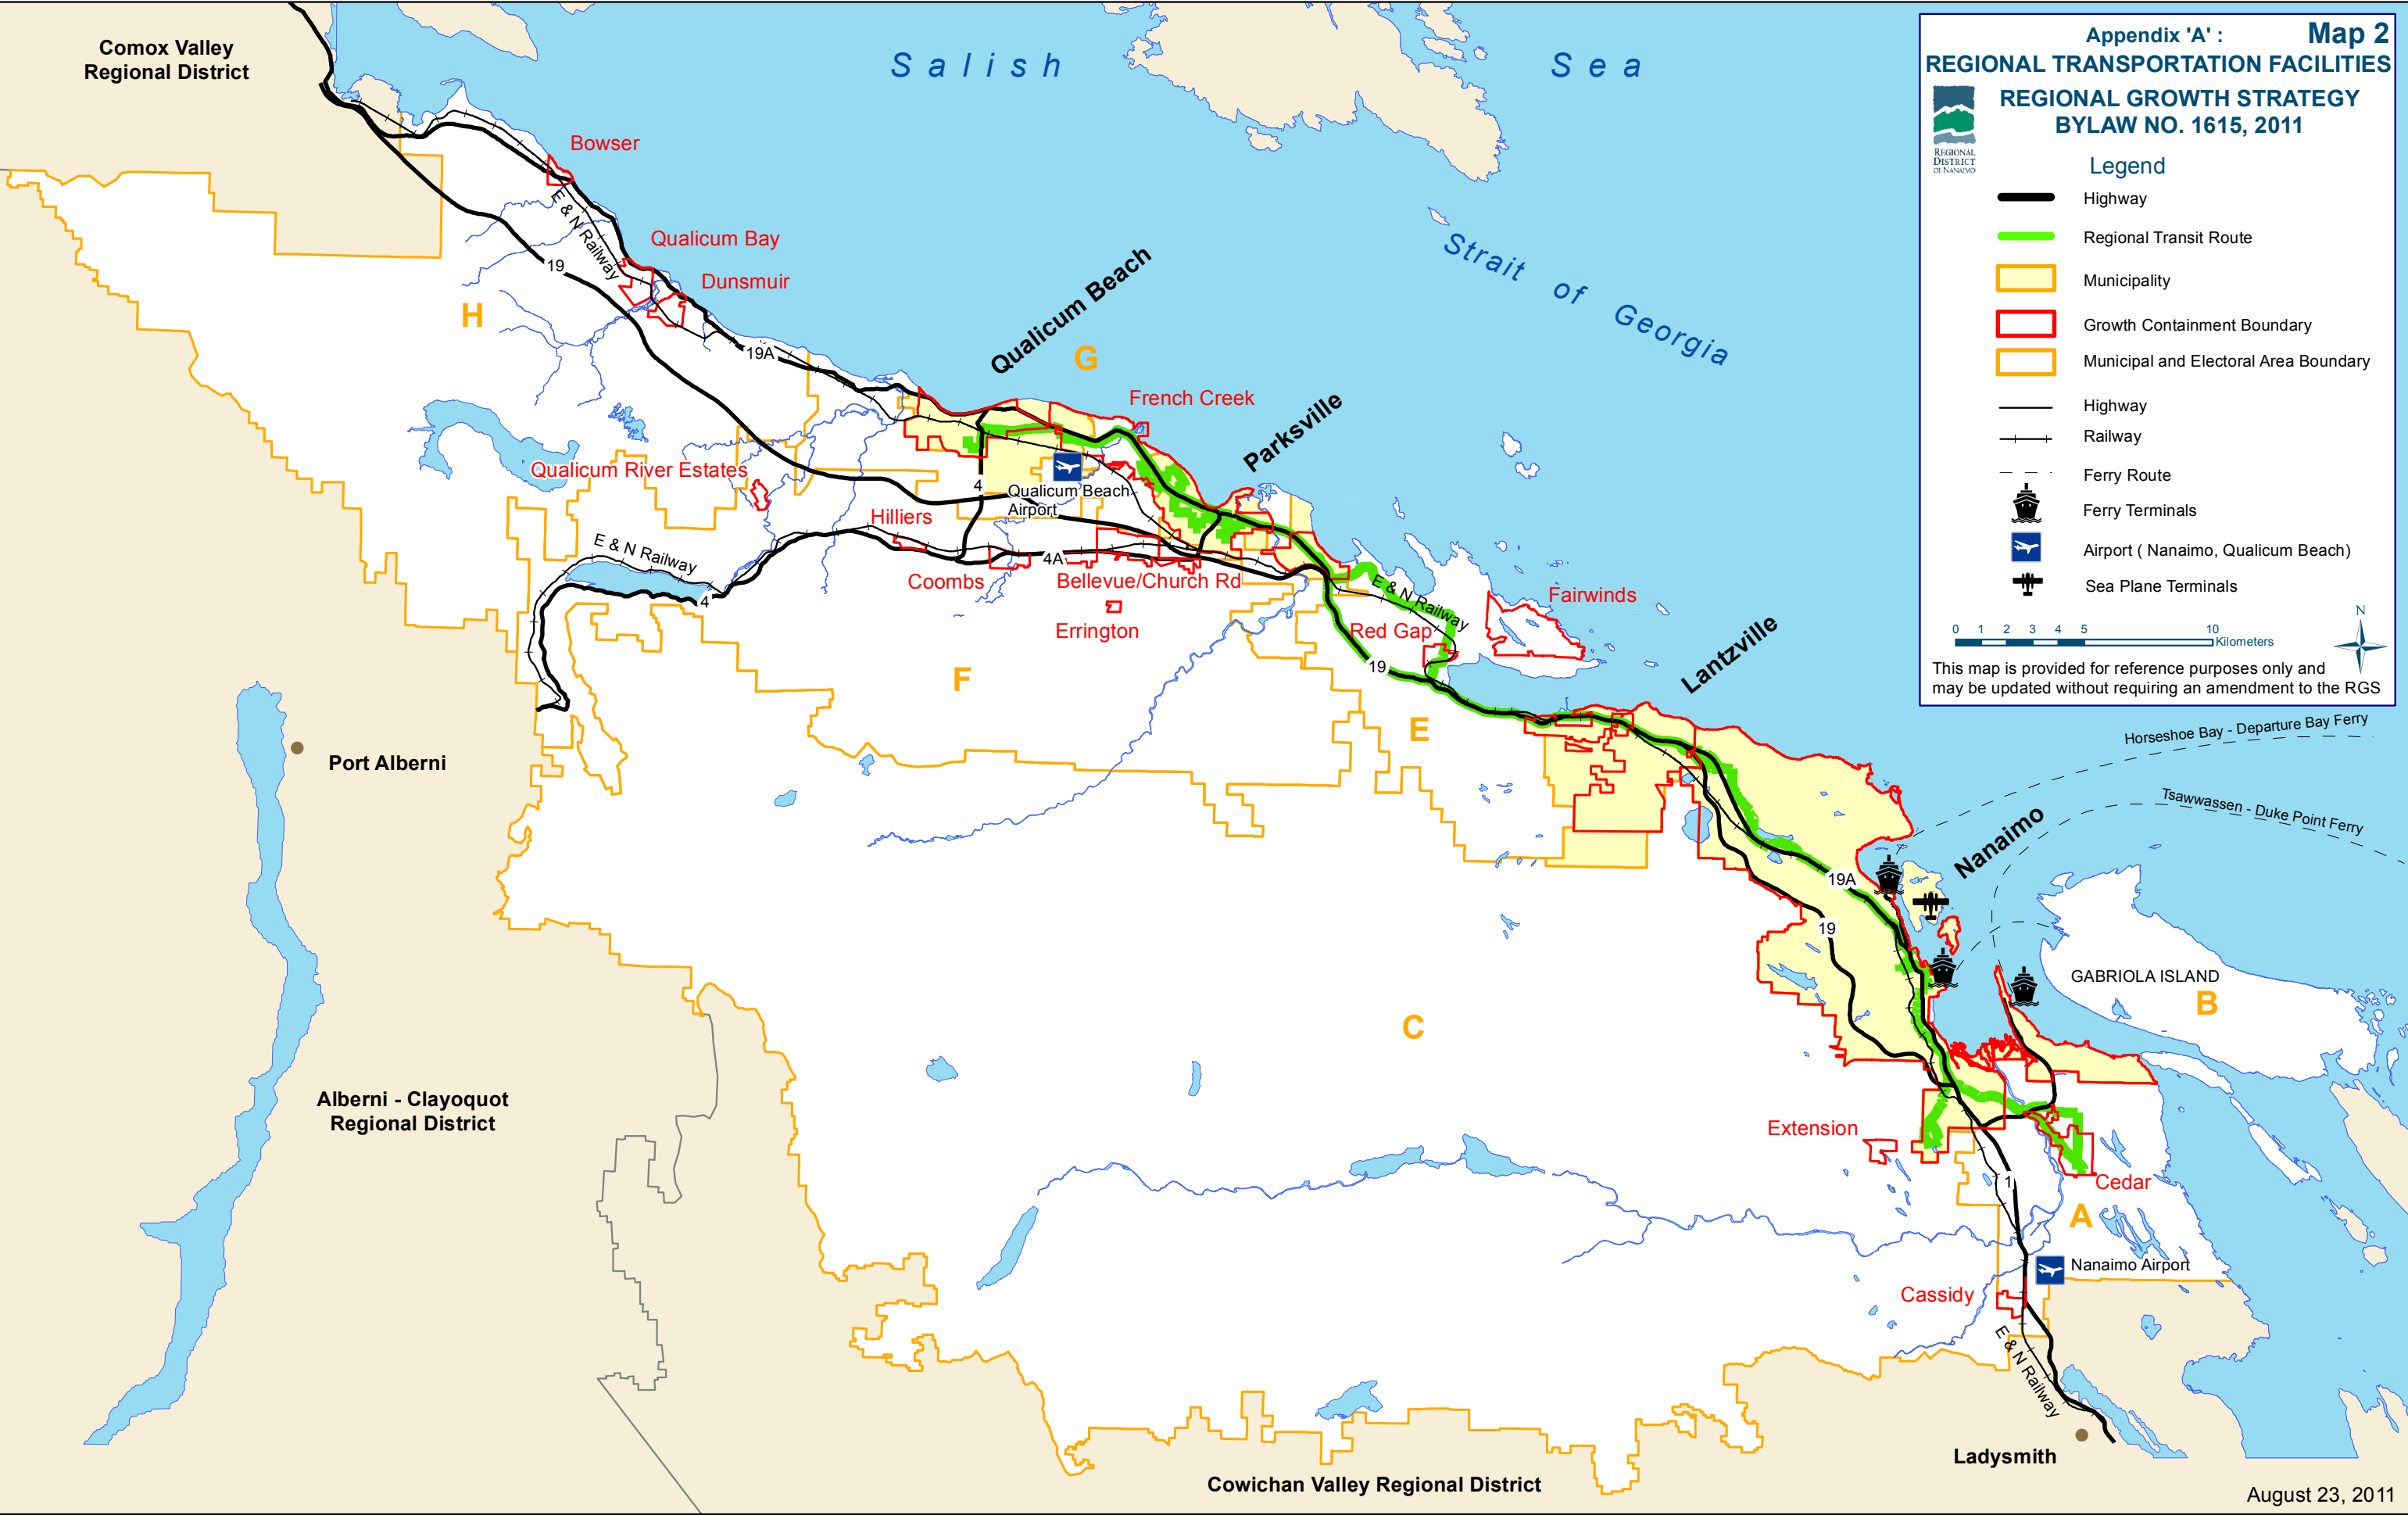 Comox Valley
Regional District
Salish Sea
Appendix 'A' : Map 2
REGIONAL TRANSPORTATION FACILITIES
REGIONAL GROWTH STRATEGY
BYLAW NO. 1615, 2011
REGIONAL
DISTRICT
OF NANAIMO
Legend
Highway
Regional Transit Route
Municipality
Growth Containment Boundary
Municipal and Electoral Area Boundary
Highway
Railway
Ferry Route
Ferry Terminals
Airport ( Nanaimo, Qualicum Beach)
Sea Plane Terminals
N
0 1 2 3 4 5 10
Kilometers
This map is provided for reference purposes only and
may be updated without requiring an amendment to the RGS
Bowser
E & N Railway
Qualicum Bay
19
Dunsmuir
H
19A
Qualicum Beach
G
Strait of Georgia
French Creek
Parksville
Qualicum River Estates
4
Qualicum Beach
Airport
Hilliers
E & N Railway
4A
Coombs
Bellevue/Church Rd
4
Errington
E & N Railway
Fairwinds
Red Gap
19
Lantzville
F
E
Port Alberni
Horseshoe Bay - Departure Bay Ferry
Tsawwassen - Duke Point Ferry
Nanaimo
19A
19
GABRIOLA ISLAND
B
C
Alberni - Clayoquot
Regional District
Extension
1
Cedar
A
Nanaimo Airport
Cassidy
E & N Railway
Ladysmith
Cowichan Valley Regional District
August 23, 2011